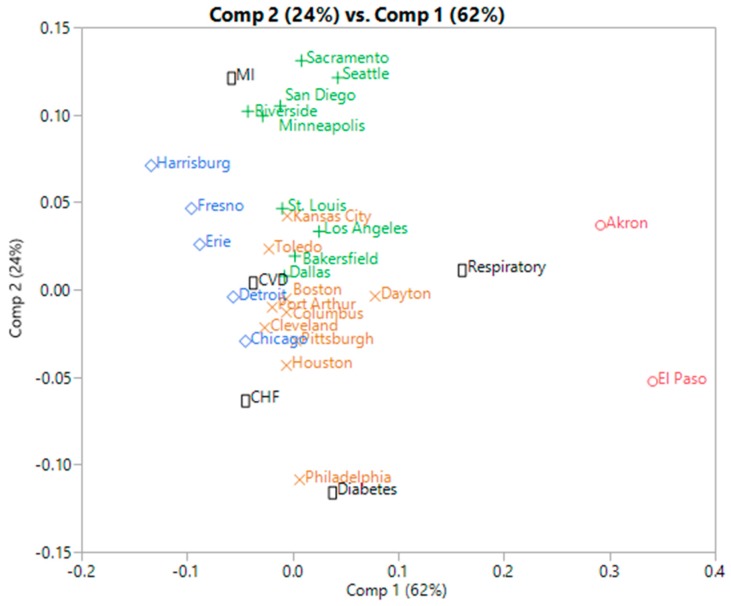 Comp 2 (24%) vs. Comp 1 (62%)
0.15
Sacramento
MI
Seattle
San Diego
0.10
Riverside
Minneapolis
Harrisburg
0.05
Fresno
St. Louis
Kansas City
Los Angeles
Akron
Erie
Toledo
Bakersfield
Respiratory
Dallas
CVD
0.00
Boston
Detroit
Dayton
Port Arthur
Columbus
Cleveland
Chicago
Pittsburgh
Houston
-0.05
El Paso
CHF
-0.10
Philadelphia
Diabetes
-0.15
Comp 2 (24%)
-0.2
-0.1
0.0
0.1
0.2
0.3
0.4
Comp 1 (62%)